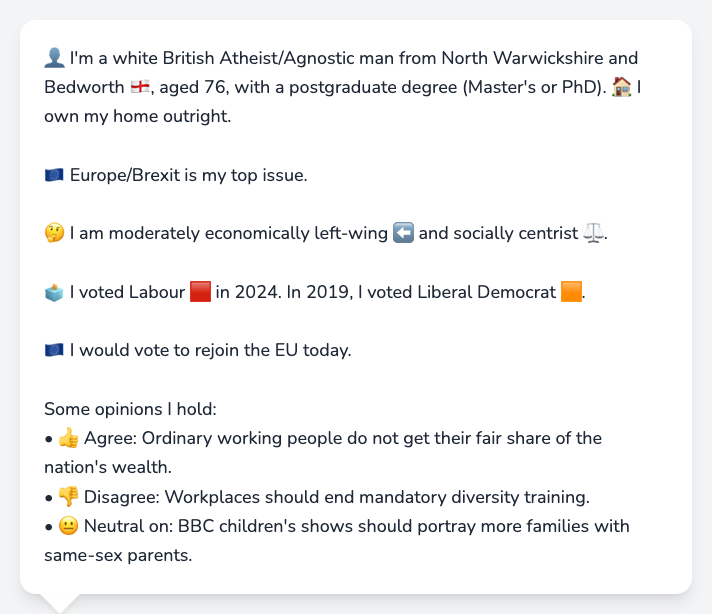 👤 I'm a white British Atheist/Agnostic man from North Warwickshire and
Bedworth 🏴󠁧󠁢󠁥󠁮󠁧󠁿, aged 76, with a postgraduate degree (Master's or PhD). 🏠 I
own my home outright.
🇪🇺 Europe/Brexit is my top issue.
🤔 I am moderately economically left-wing ⬅️ and socially centrist ⚖️.
🗳️ I voted Labour 🟥 in 2024. In 2019, I voted Liberal Democrat 🟧.
🇪🇺 I would vote to rejoin the EU today.
Some opinions I hold:
• 👍 Agree: Ordinary working people do not get their fair share of the
nation's wealth.
• 👎 Disagree: Workplaces should end mandatory diversity training.
• 😐 Neutral on: BBC children's shows should portray more families with
same-sex parents.